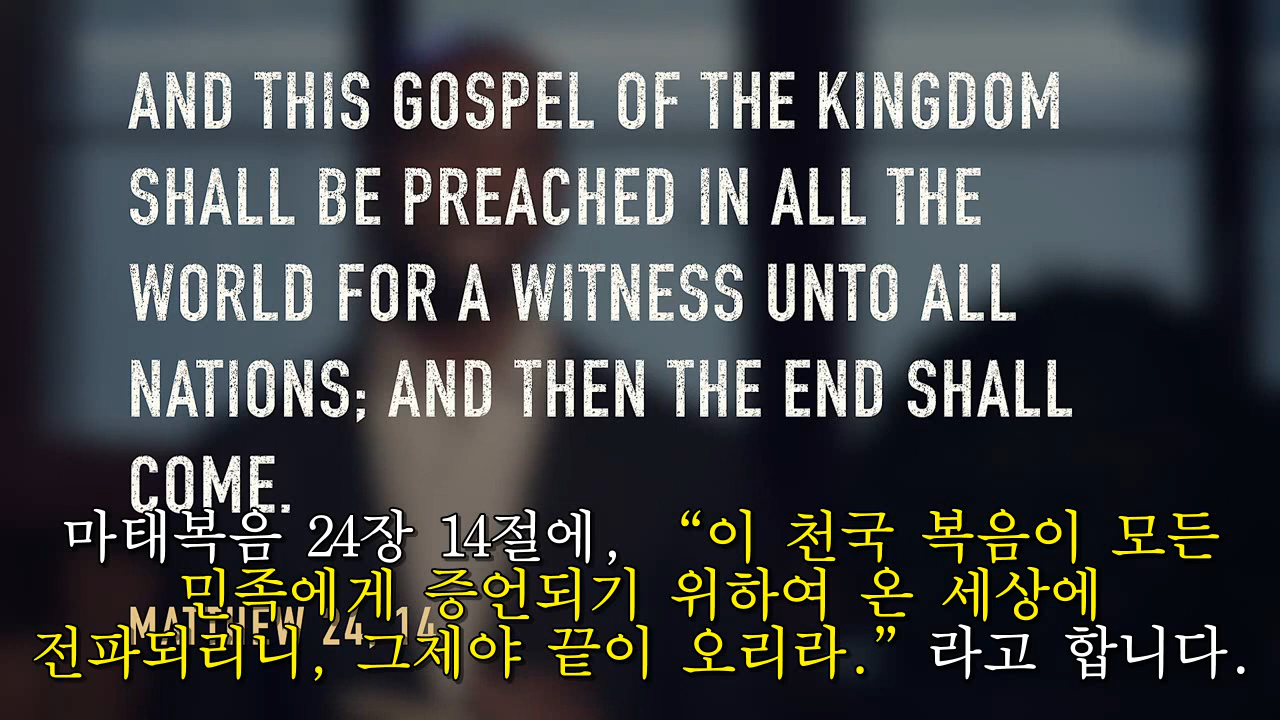 AND THIS GOSPEL OF THE KINGDOM
SHALL BE PREACHED IN ALL THE
WORLD FOR A WITNESS UNTO ALL
NATIONS; AND THEN THE END SHALL
COME.
마태복음 24장 14절에, “이 천국 복음이 모든
민족에게 증언되기 위하여 온 세상에
MATTHEW 24, 14
전파되리니, 그제야 끝이 오리라.” 라고 합니다.